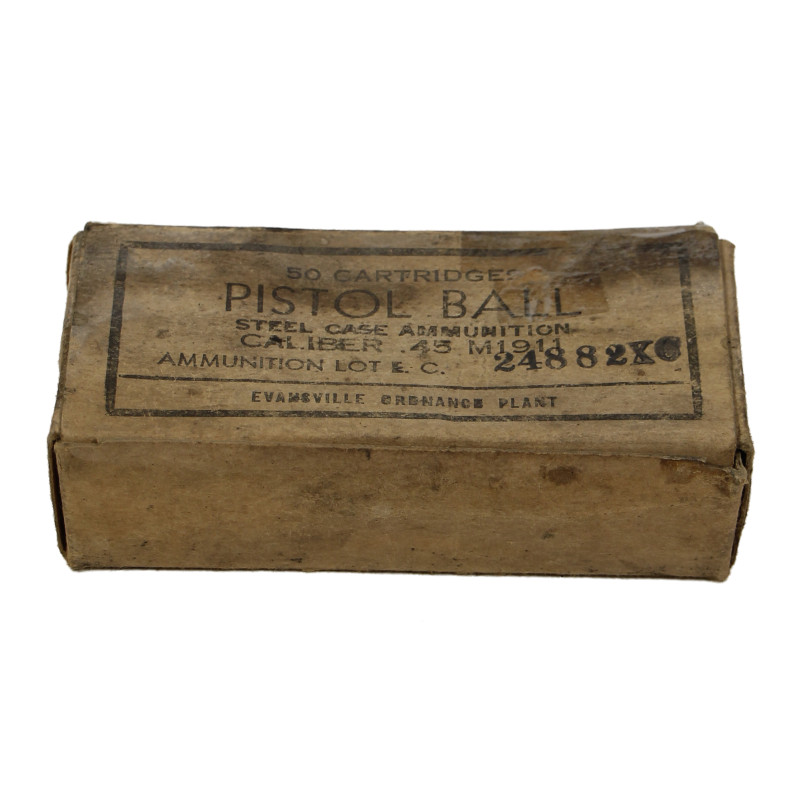 50 CARTRIDGES
PISTOL BALL
STEEL CASE AMMUNITION
CALIBER .45 M1911
AMMUNITION LOT E. C. 24882XC
EVANSVILLE ORDNANCE PLANT